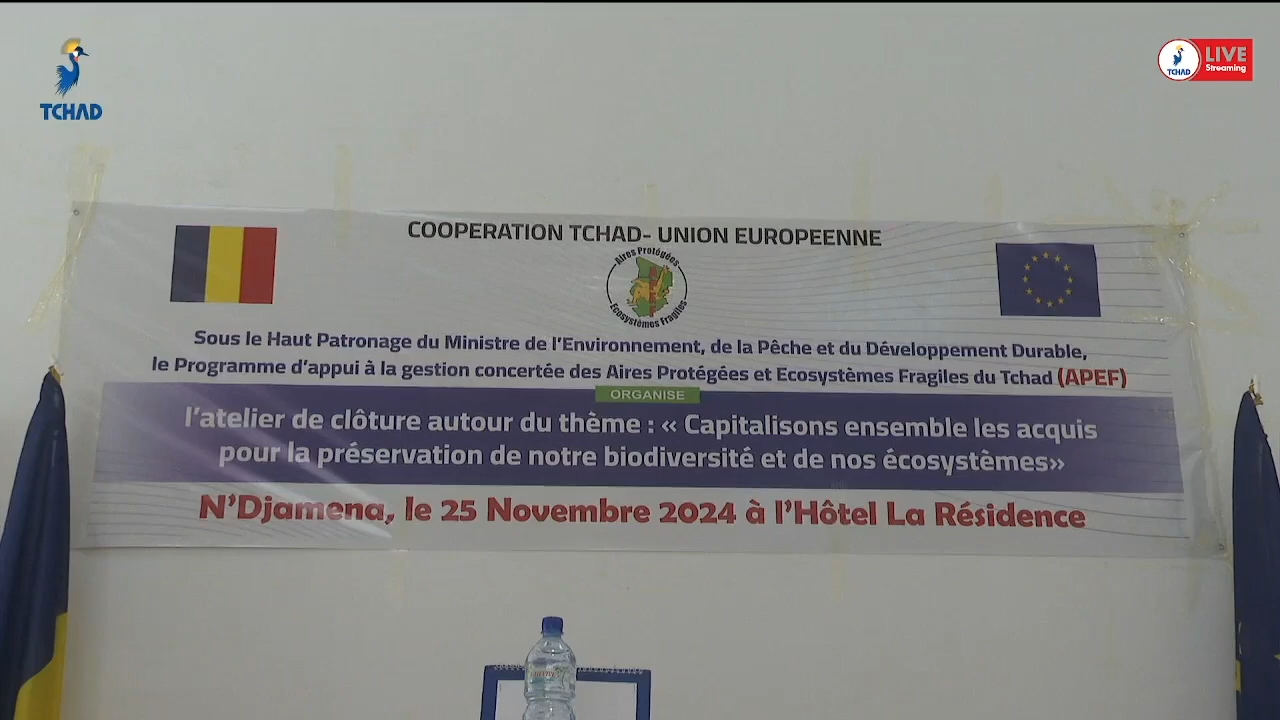 TCHAD
TCHAD
LIVE
Streaming
COOPERATION TCHAD- UNION EUROPEENNE
Aires Protégées
Ecosystèmes Fragiles
Sous le Haut Patronage du Ministre de l'Environnement, de la Pêche et du Développement Durable,
le Programme d'appui à la gestion concertée des Aires Protégées et Ecosystèmes Fragiles du Tchad (APEF)
ORGANISE
l'atelier de clôture autour du thème : « Capitalisons ensemble les acquis
pour la préservation de notre biodiversité et de nos écosystèmes»
N'Djamena, le 25 Novembre 2024 à l'Hôtel La Résidence